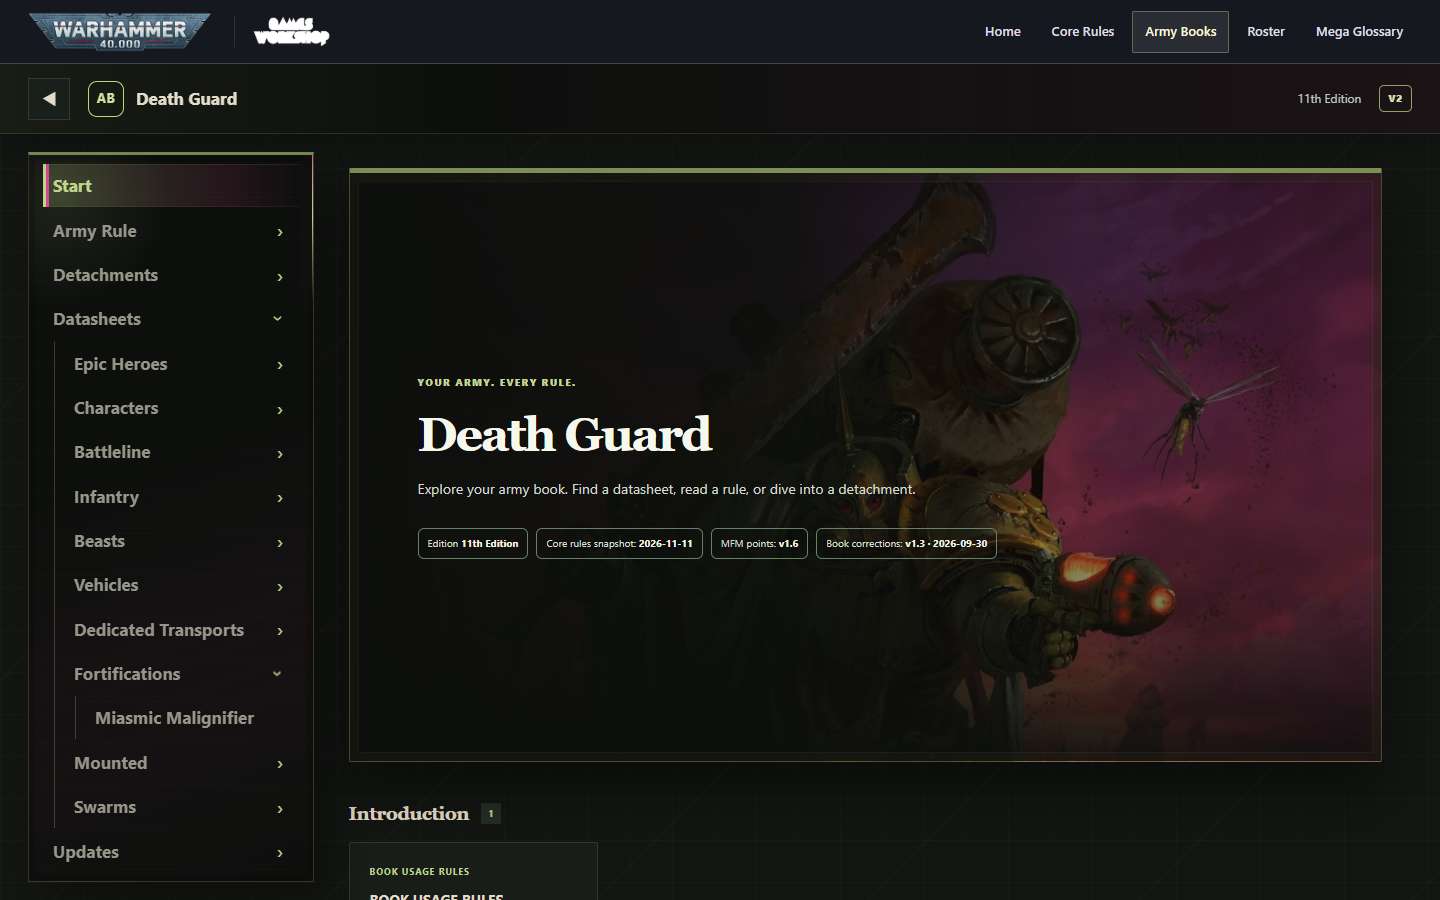 WARHAMMER
40,000
GAMES
WORKSHOP
Home
Core Rules
Army Books
Roster
Mega Glossary
◀
AB
Death Guard
11th Edition
V2
Start
Army Rule
Detachments
Datasheets
Epic Heroes
Characters
Battleline
Infantry
Beasts
Vehicles
Dedicated Transports
Fortifications
Miasmic Malignifier
Mounted
Swarms
Updates
YOUR ARMY. EVERY RULE.
Death Guard
Explore your army book. Find a datasheet, read a rule, or dive into a detachment.
Edition 11th Edition
Core rules snapshot: 2026-11-11
MFM points: v1.6
Book corrections: v1.3 · 2026-09-30
Introduction 1
BOOK USAGE RULES
BOOK USAGE RULES